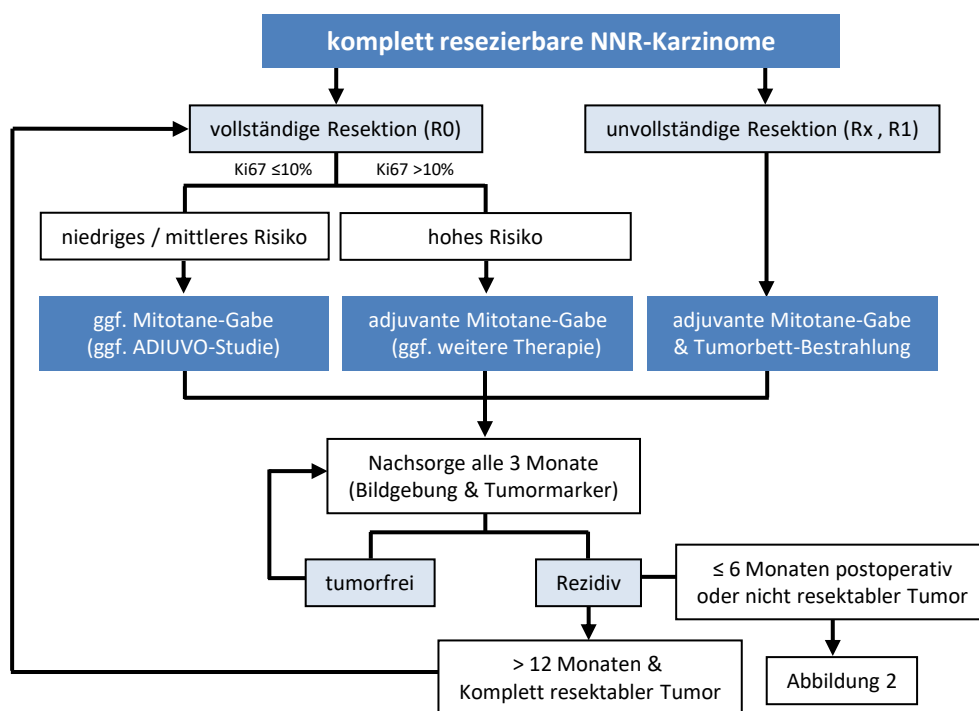 komplett resezierbare NNR-Karzinome
vollständige Resektion (R0)
unvollständige Resektion (Rx , R1)
Ki67 ≤10%
Ki67 >10%
niedriges / mittleres Risiko
hohes Risiko
ggf. Mitotane-Gabe
(ggf. ADIUVO-Studie)
adjuvante Mitotane-Gabe
(ggf. weitere Therapie)
adjuvante Mitotane-Gabe
& Tumorbett-Bestrahlung
Nachsorge alle 3 Monate
(Bildgebung & Tumormarker)
tumorfrei
Rezidiv
≤ 6 Monaten postoperativ
oder nicht resektabler Tumor
> 12 Monaten &
Komplett resektabler Tumor
Abbildung 2